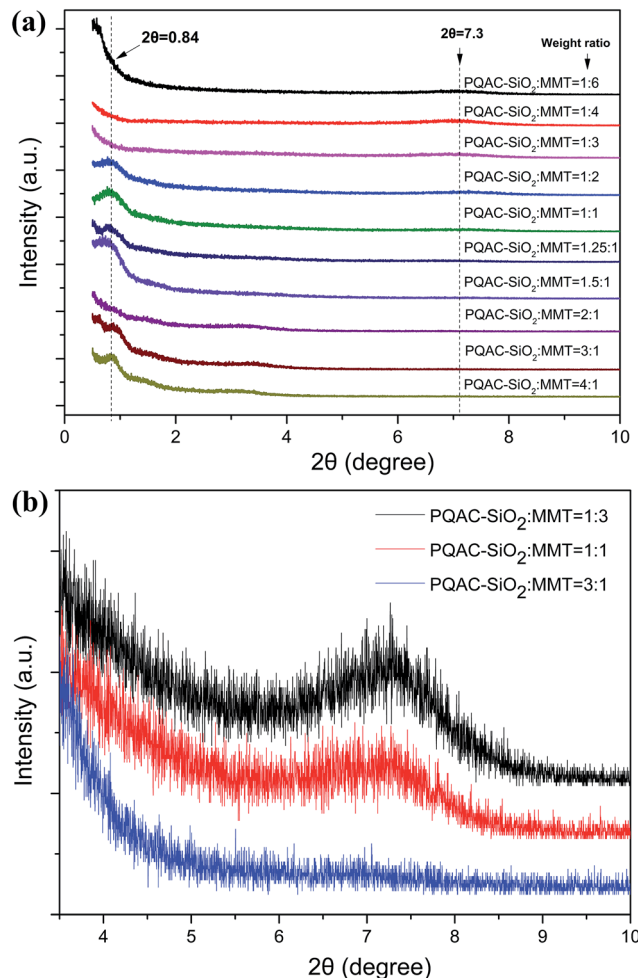 (a)
2θ=0.84
2θ=7.3
Weight ratio
PQAC-SiO₂:MMT=1:6
PQAC-SiO₂:MMT=1:4
PQAC-SiO₂:MMT=1:3
PQAC-SiO₂:MMT=1:2
PQAC-SiO₂:MMT=1:1
PQAC-SiO₂:MMT=1.25:1
PQAC-SiO₂:MMT=1.5:1
PQAC-SiO₂:MMT=2:1
PQAC-SiO₂:MMT=3:1
PQAC-SiO₂:MMT=4:1
Intensity (a.u.)
0 2 4 6 8 10
2θ (degree)
(b)
PQAC-SiO₂:MMT=1:3
PQAC-SiO₂:MMT=1:1
PQAC-SiO₂:MMT=3:1
Intensity (a.u.)
4 5 6 7 8 9 10
2θ (degree)